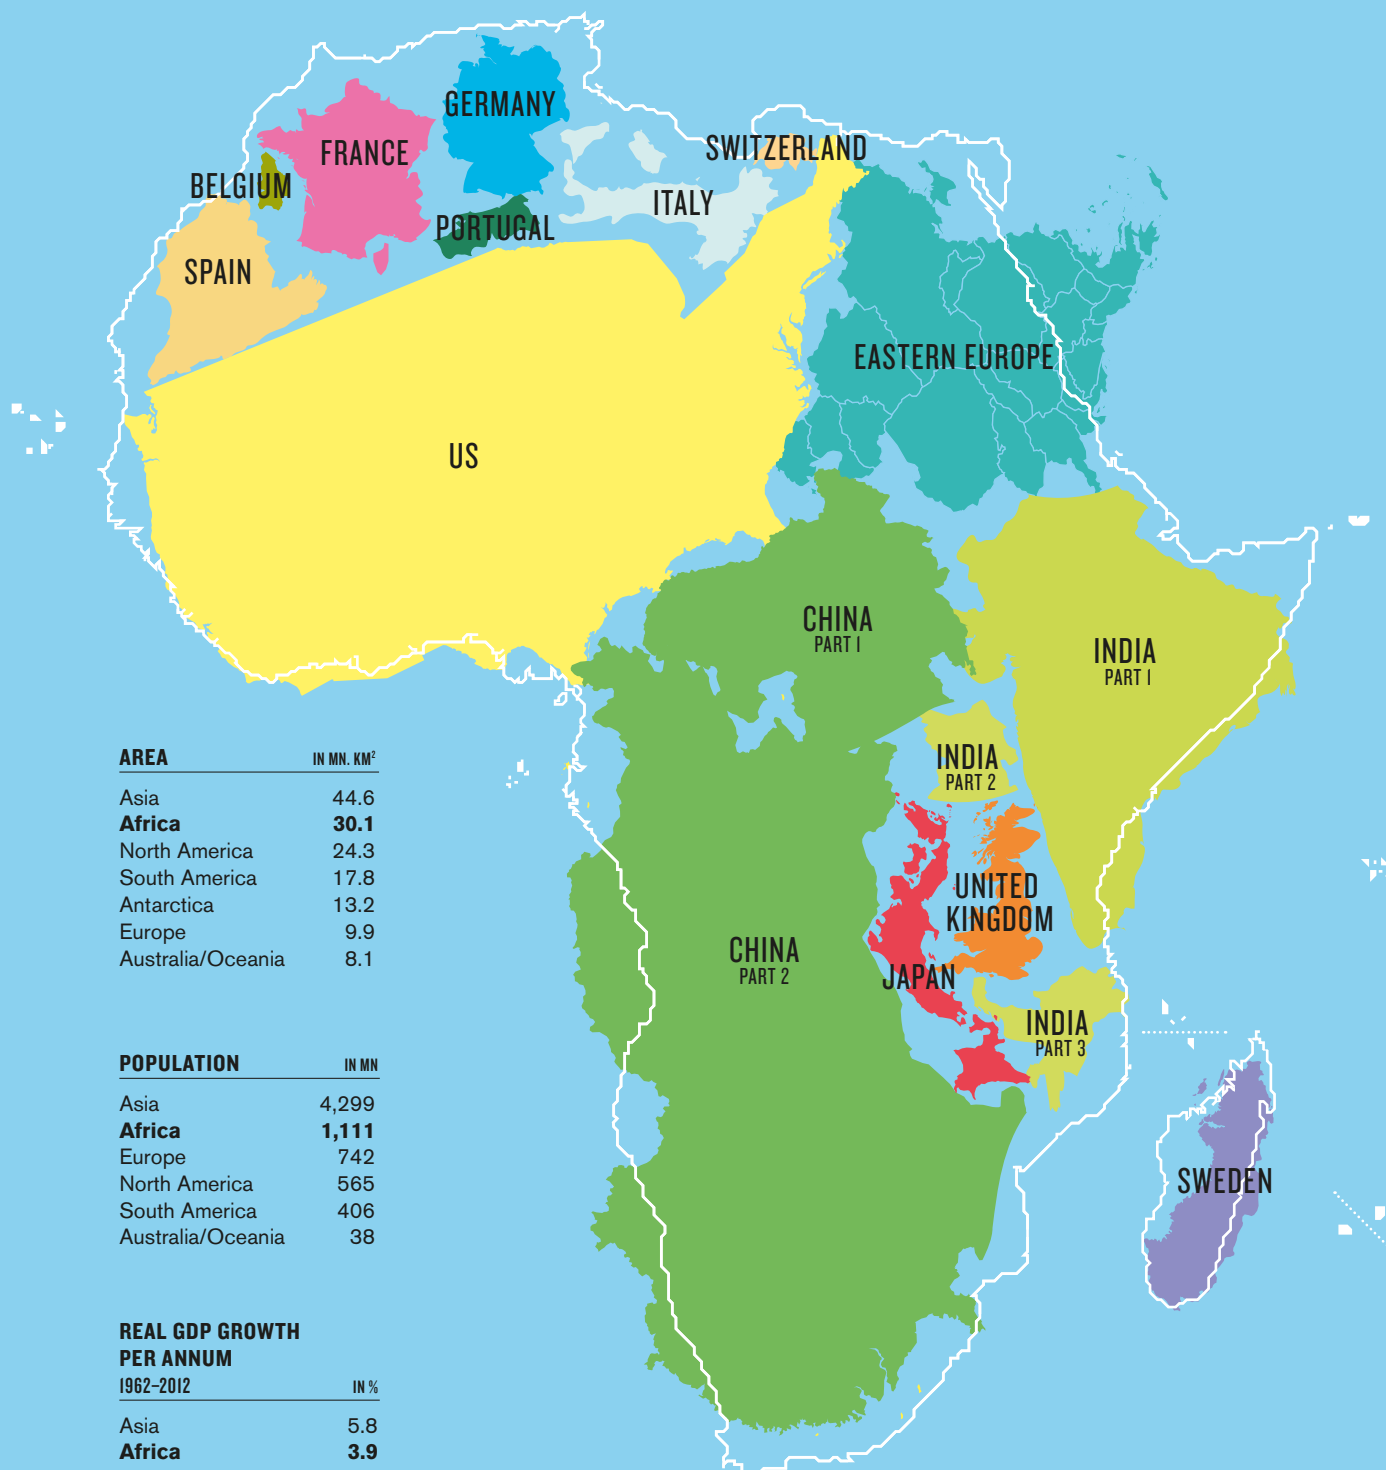 GERMANY
SWITZERLAND
FRANCE
BELGIUM
ITALY
PORTUGAL
SPAIN
EASTERN EUROPE
US
CHINA
PART I
INDIA
PART I
INDIA
PART 2
UNITED
KINGDOM
CHINA
PART 2
JAPAN
INDIA
PART 3
SWEDEN
AREA IN MN. KM²
Asia 44.6
Africa 30.1
North America 24.3
South America 17.8
Antarctica 13.2
Europe 9.9
Australia/Oceania 8.1
POPULATION IN MN
Asia 4,299
Africa 1,111
Europe 742
North America 565
South America 406
Australia/Oceania 38
REAL GDP GROWTH
PER ANNUM
1962–2012 IN %
Asia 5.8
Africa 3.9